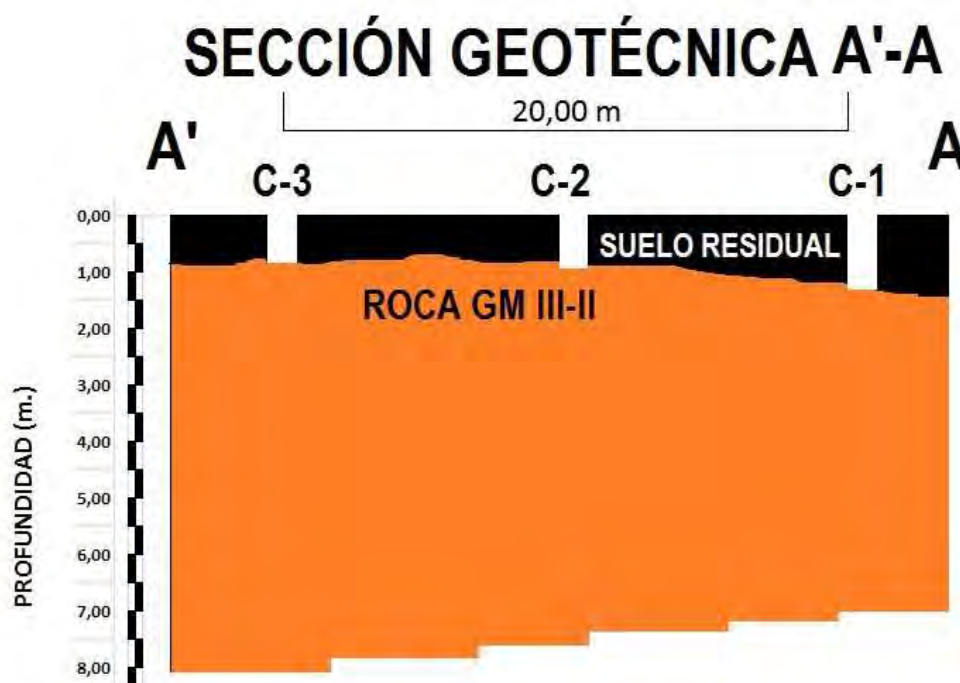 SECCIÓN GEOTÉCNICA A'-A
20,00 m
A'
A
C-3
C-2
C-1
SUELO RESIDUAL
ROCA GM III-II
PROFUNDIDAD (m.)
0,00
1,00
2,00
3,00
4,00
5,00
6,00
7,00
8,00